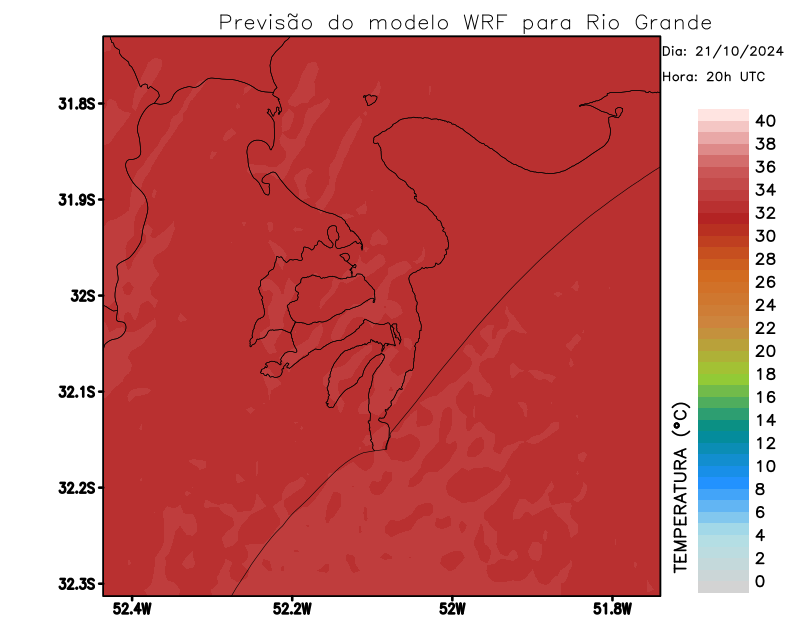 Previsão do modelo WRF para Rio Grande
Dia: 21/10/2024
Hora: 20h UTC
31.8S
31.9S
32S
32.1S
32.2S
32.3S
52.4W
52.2W
52W
51.8W
TEMPERATURA (°C)
40
38
36
34
32
30
28
26
24
22
20
18
16
14
12
10
8
6
4
2
0